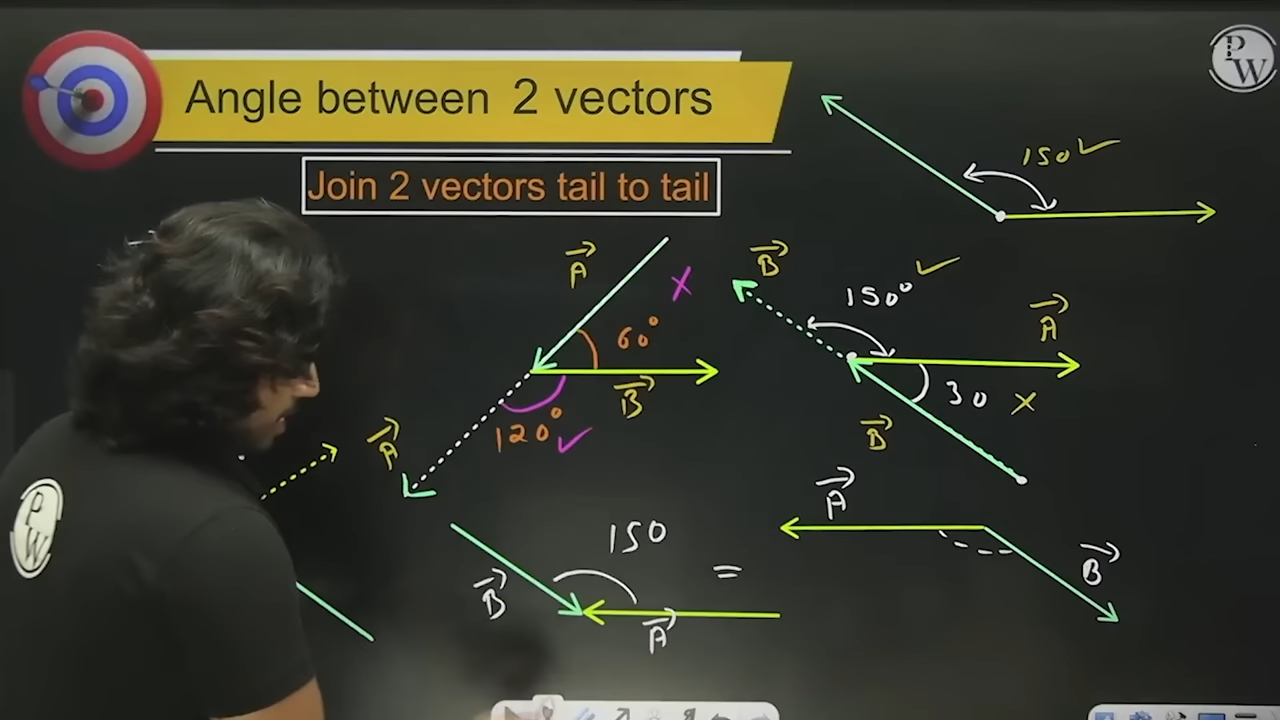 Angle between 2 vectors
Join 2 vectors tail to tail
PW
150 ✓
A
×
60°
B
120° ✓
A
B
150° ✓
A
30 ×
B
150
=
B
A
A
B
PW